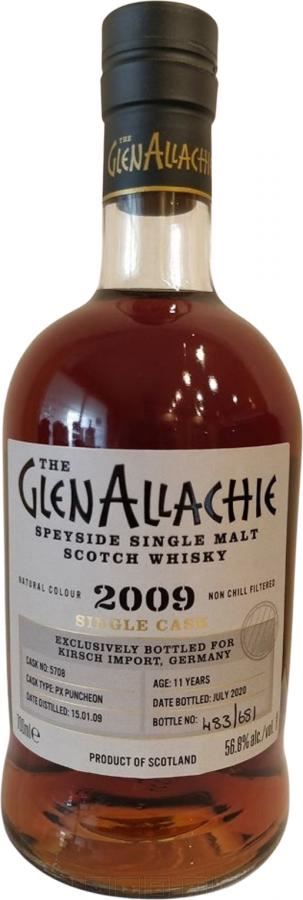 THE
GLENALLACHIE
THE
GLENALLACHIE
SPEYSIDE SINGLE MALT
SCOTCH WHISKY
NATURAL COLOUR 2009 NON CHILL FILTERED
SINGLE CASK
EXCLUSIVELY BOTTLED FOR
KIRSCH IMPORT, GERMANY
CASK NO: 5708
CASK TYPE: PX PUNCHEON AGE: 11 YEARS
DATE DISTILLED: 15.01.09 DATE BOTTLED: JULY 2020
BOTTLE NO: 483/651
700ml e 56.8% alc./vol.
PRODUCT OF SCOTLAND